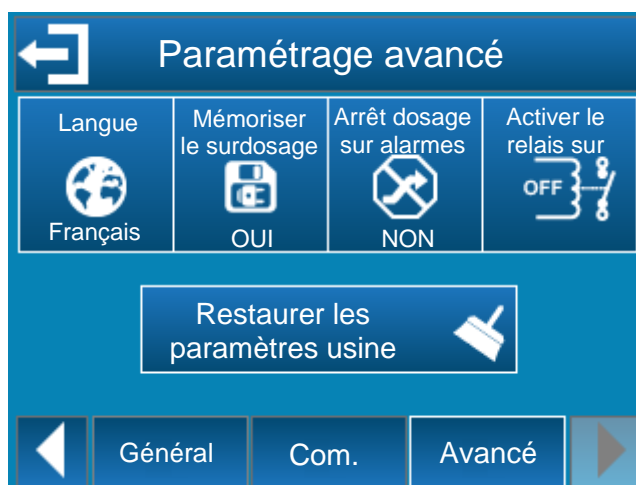 Paramétrage avancé
Langue
Français
Mémoriser
le surdosage
OUI
Arrêt dosage
sur alarmes
NON
Activer le
relais sur
OFF
Restaurer les
paramètres usine
Général
Com.
Avancé